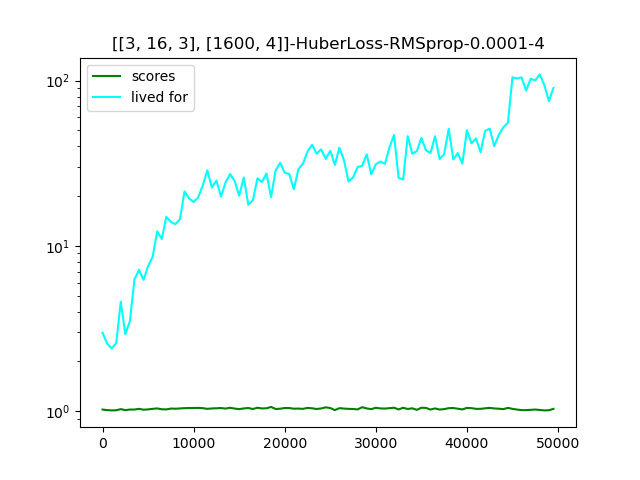 [[3, 16, 3], [1600, 4]]-HuberLoss-RMSprop-0.0001-4
scores
lived for
10²
10¹
10⁰
0 10000 20000 30000 40000 50000